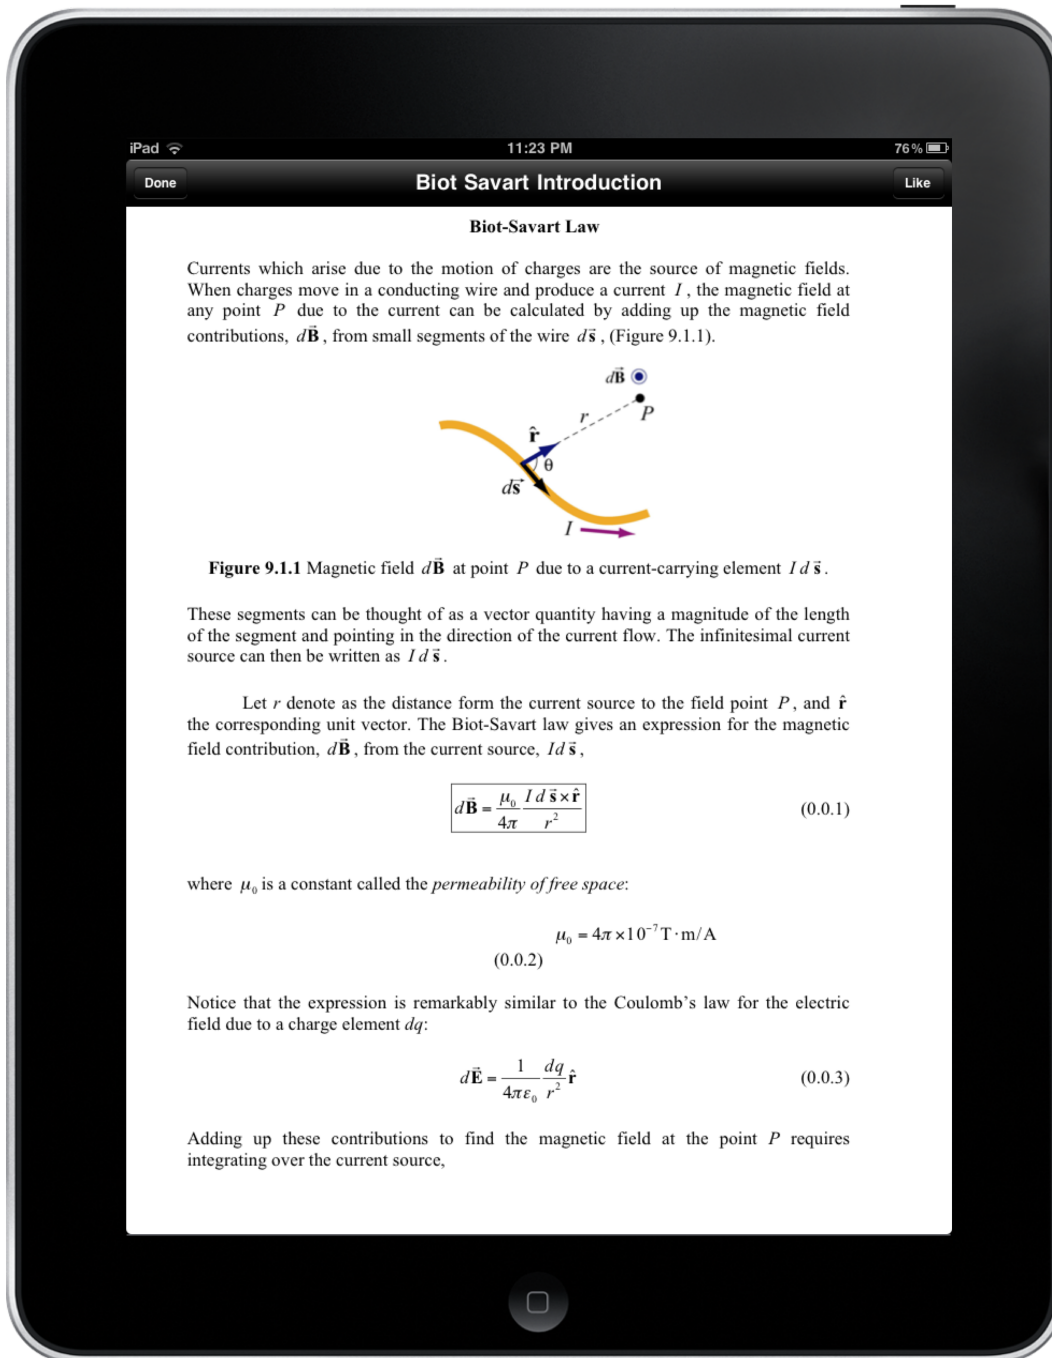 iPad 11:23 PM 76%
Done Biot Savart Introduction Like
Biot-Savart Law
Currents which arise due to the motion of charges are the source of magnetic fields.
When charges move in a conducting wire and produce a current I, the magnetic field at
any point P due to the current can be calculated by adding up the magnetic field
contributions, dB⃗, from small segments of the wire ds⃗, (Figure 9.1.1).
dB⃗
r P
r̂
θ
ds⃗
I
Figure 9.1.1 Magnetic field dB⃗ at point P due to a current-carrying element I ds⃗.
These segments can be thought of as a vector quantity having a magnitude of the length
of the segment and pointing in the direction of the current flow. The infinitesimal current
source can then be written as I ds⃗.
Let r denote as the distance form the current source to the field point P, and r̂
the corresponding unit vector. The Biot-Savart law gives an expression for the magnetic
field contribution, dB⃗, from the current source, Ids⃗,
dB⃗ = μ₀/4π I ds⃗ × r̂/r² (0.0.1)
where μ₀ is a constant called the permeability of free space:
μ₀ = 4π ×10⁻⁷ T·m/A
(0.0.2)
Notice that the expression is remarkably similar to the Coulomb's law for the electric
field due to a charge element dq:
dE⃗ = 1/4πε₀ dq/r² r̂ (0.0.3)
Adding up these contributions to find the magnetic field at the point P requires
integrating over the current source,